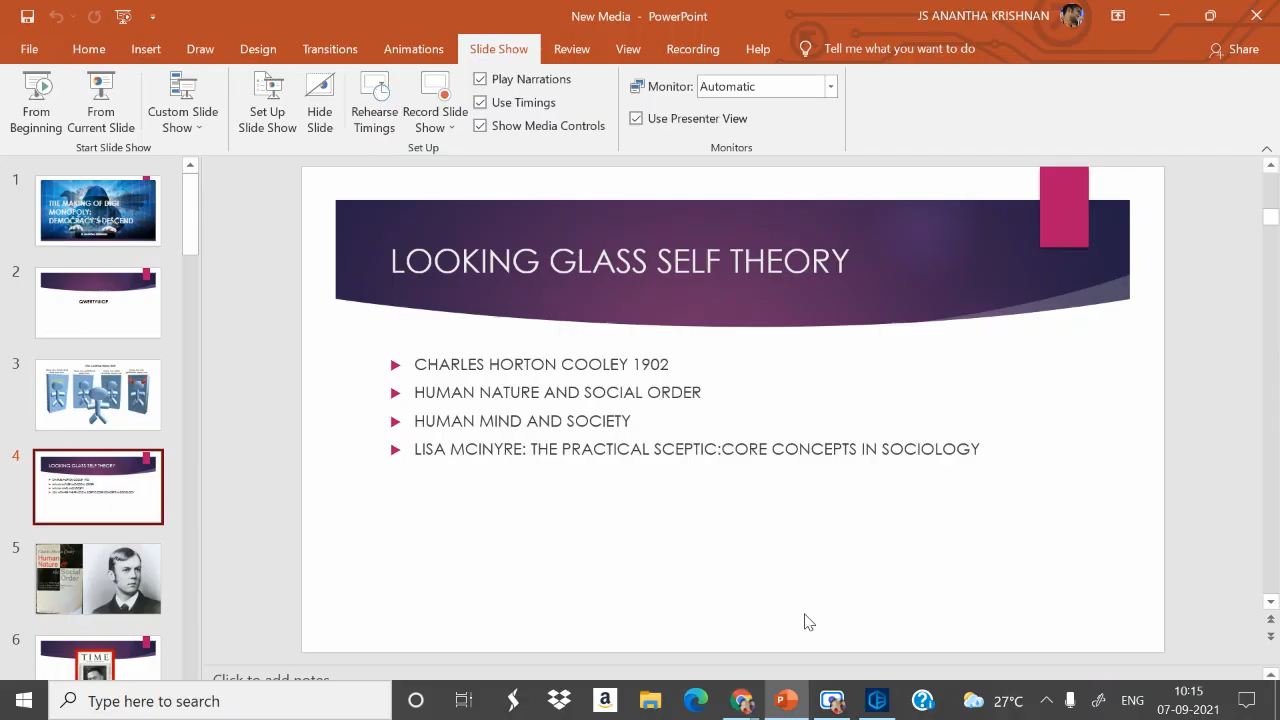 New Media - PowerPoint
JS ANANTHA KRISHNAN
File Home Insert Draw Design Transitions Animations Slide Show Review View Recording Help Tell me what you want to do Share
From Beginning
From Current Slide
Custom Slide Show
Start Slide Show
Set Up Slide Show
Hide Slide
Rehearse Timings
Record Slide Show
Play Narrations
Use Timings
Show Media Controls
Set Up
Monitor: Automatic
Use Presenter View
Monitors
1
THE MAKING OF DIGI
MONOPOLY:
DEMOCRACY'S DESCEND
2
QWERTYUIOP
3
4
LOOKING GLASS SELF THEORY
5
Human
Nature
Social
Order
6
TIME
LOOKING GLASS SELF THEORY
CHARLES HORTON COOLEY 1902
HUMAN NATURE AND SOCIAL ORDER
HUMAN MIND AND SOCIETY
LISA MCINYRE: THE PRACTICAL SCEPTIC:CORE CONCEPTS IN SOCIOLOGY
Click to add notes
Type here to search
27°C
ENG
10:15
07-09-2021